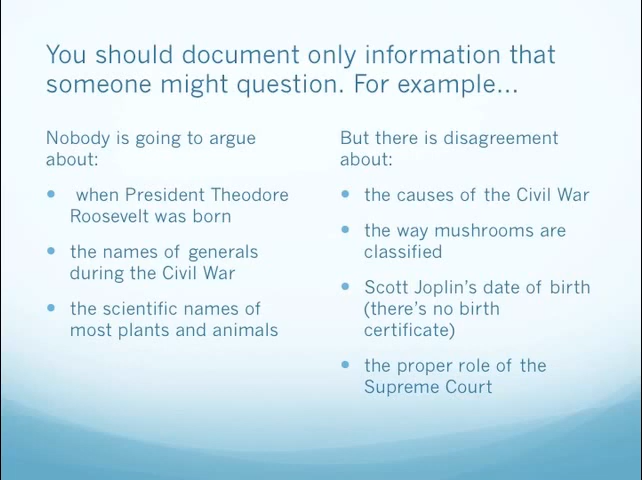 You should document only information that
someone might question. For example...
Nobody is going to argue
about:
• when President Theodore
Roosevelt was born
• the names of generals
during the Civil War
• the scientific names of
most plants and animals
But there is disagreement
about:
• the causes of the Civil War
• the way mushrooms are
classified
• Scott Joplin's date of birth
(there's no birth
certificate)
• the proper role of the
Supreme Court